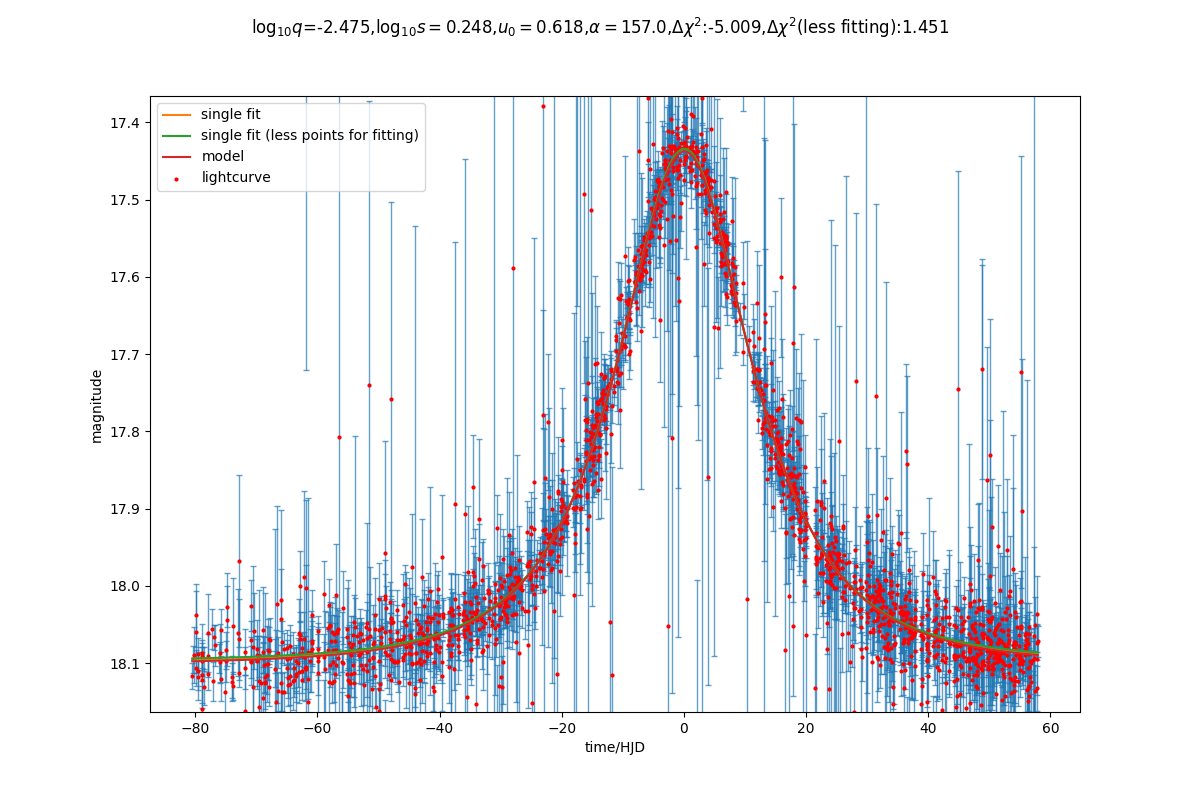 log₁₀q=-2.475,log₁₀s = 0.248,u₀ = 0.618,α = 157.0,Δχ²:-5.009,Δχ²(less fitting):1.451
single fit
single fit (less points for fitting)
model
lightcurve
magnitude
17.4
17.5
17.6
17.7
17.8
17.9
18.0
18.1
−80
−60
−40
−20
0
20
40
60
time/HJD